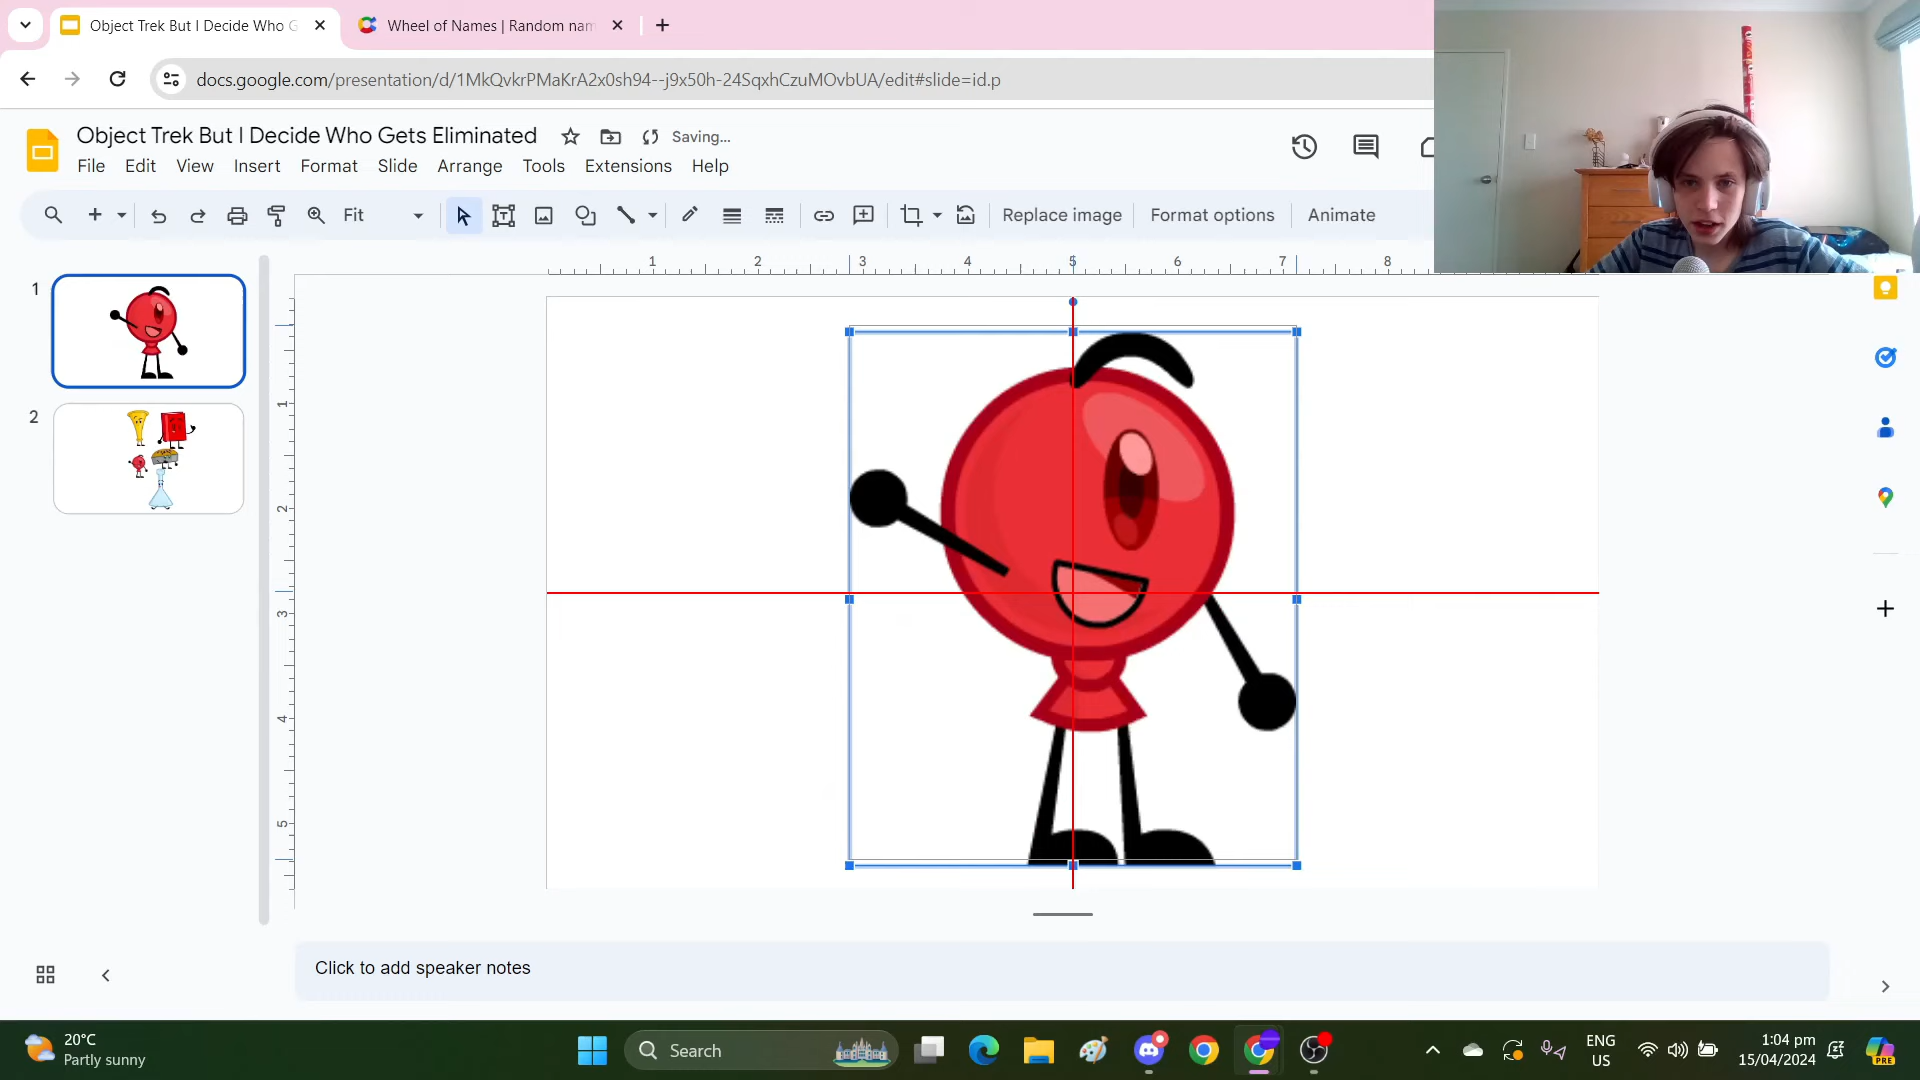 Object Trek But I Decide Who G
Wheel of Names | Random nam
docs.google.com/presentation/d/1MkQvkrPMaKrA2x0sh94--j9x50h-24SqxhCzuMOvbUA/edit#slide=id.p
Object Trek But I Decide Who Gets Eliminated
Saving...
File Edit View Insert Format Slide Arrange Tools Extensions Help
Fit
Replace image
Format options
Animate
1 2 3 4 5 6 7 8
1
2
3
4
5
1
2
Click to add speaker notes
20°C
Partly sunny
Search
ENG
US
1:04 pm
15/04/2024
PRE